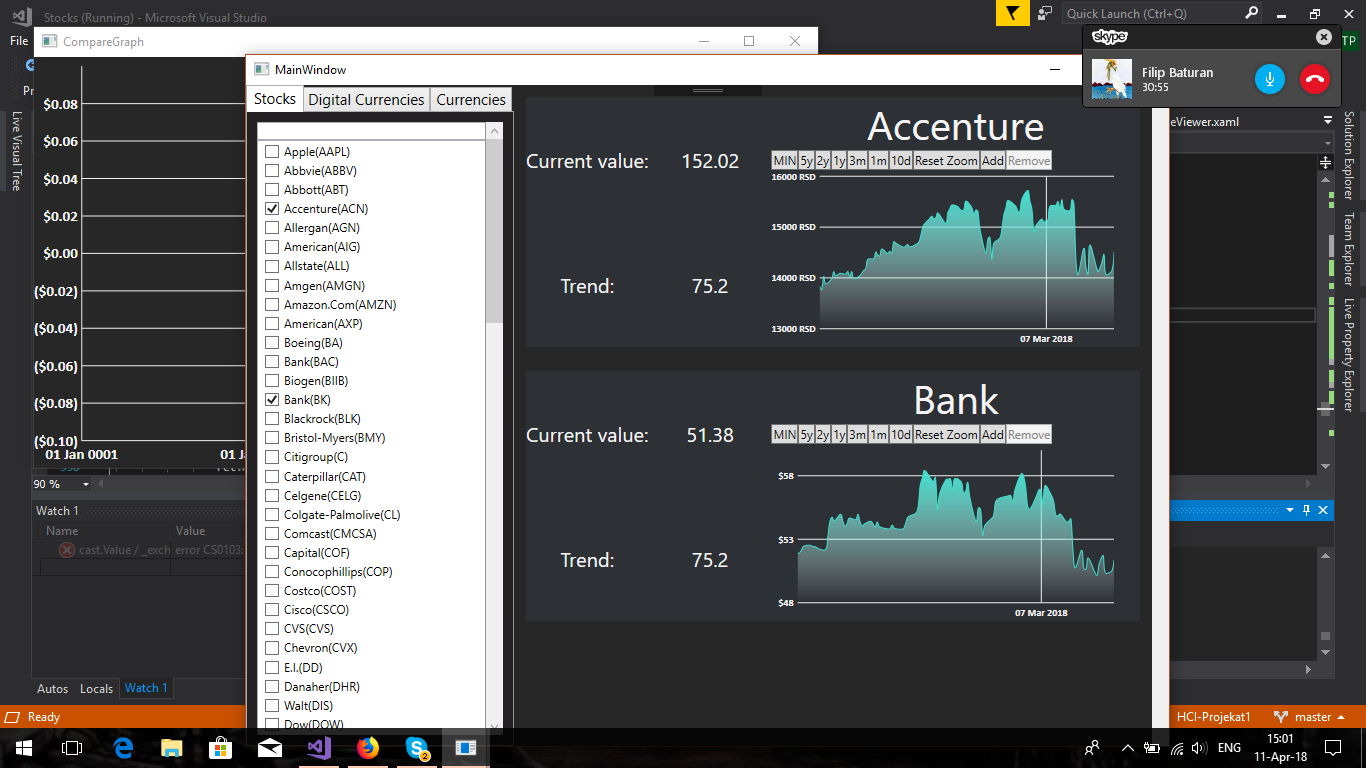 Stocks (Running) - Microsoft Visual Studio
Quick Launch (Ctrl+Q)
File
TP
CompareGraph
$0.08
$0.06
$0.04
$0.02
$0.00
($0.02)
($0.04)
($0.06)
($0.08)
($0.10)
01 Jan 0001
Live Visual Tree
90 %
Watch 1
Name
Value
cast.Value / _exch
error CS0103:
Autos
Locals
Watch 1
Ready
MainWindow
Stocks
Digital Currencies
Currencies
Apple(AAPL)
Abbvie(ABBV)
Abbott(ABT)
Accenture(ACN)
Allergan(AGN)
American(AIG)
Allstate(ALL)
Amgen(AMGN)
Amazon.Com(AMZN)
American(AXP)
Boeing(BA)
Bank(BAC)
Biogen(BIIB)
Bank(BK)
Blackrock(BLK)
Bristol-Myers(BMY)
Citigroup(C)
Caterpillar(CAT)
Celgene(CELG)
Colgate-Palmolive(CL)
Comcast(CMCSA)
Capital(COF)
Conocophillips(COP)
Costco(COST)
Cisco(CSCO)
CVS(CVS)
Chevron(CVX)
E.I.(DD)
Danaher(DHR)
Walt(DIS)
Dow(DOW)
Accenture
Current value: 152.02
MIN 5y 2y 1y 3m 1m 10d Reset Zoom Add Remove
16000 RSD
15000 RSD
14000 RSD
13000 RSD
07 Mar 2018
Trend: 75.2
Bank
Current value: 51.38
MIN 5y 2y 1y 3m 1m 10d Reset Zoom Add Remove
$58
$53
$48
07 Mar 2018
Trend: 75.2
skype
Filip Baturan
30:55
eViewer.xaml
Solution Explorer
Team Explorer
Live Property Explorer
HCI-Projekat1
master
2
ENG
15:01
11-Apr-18